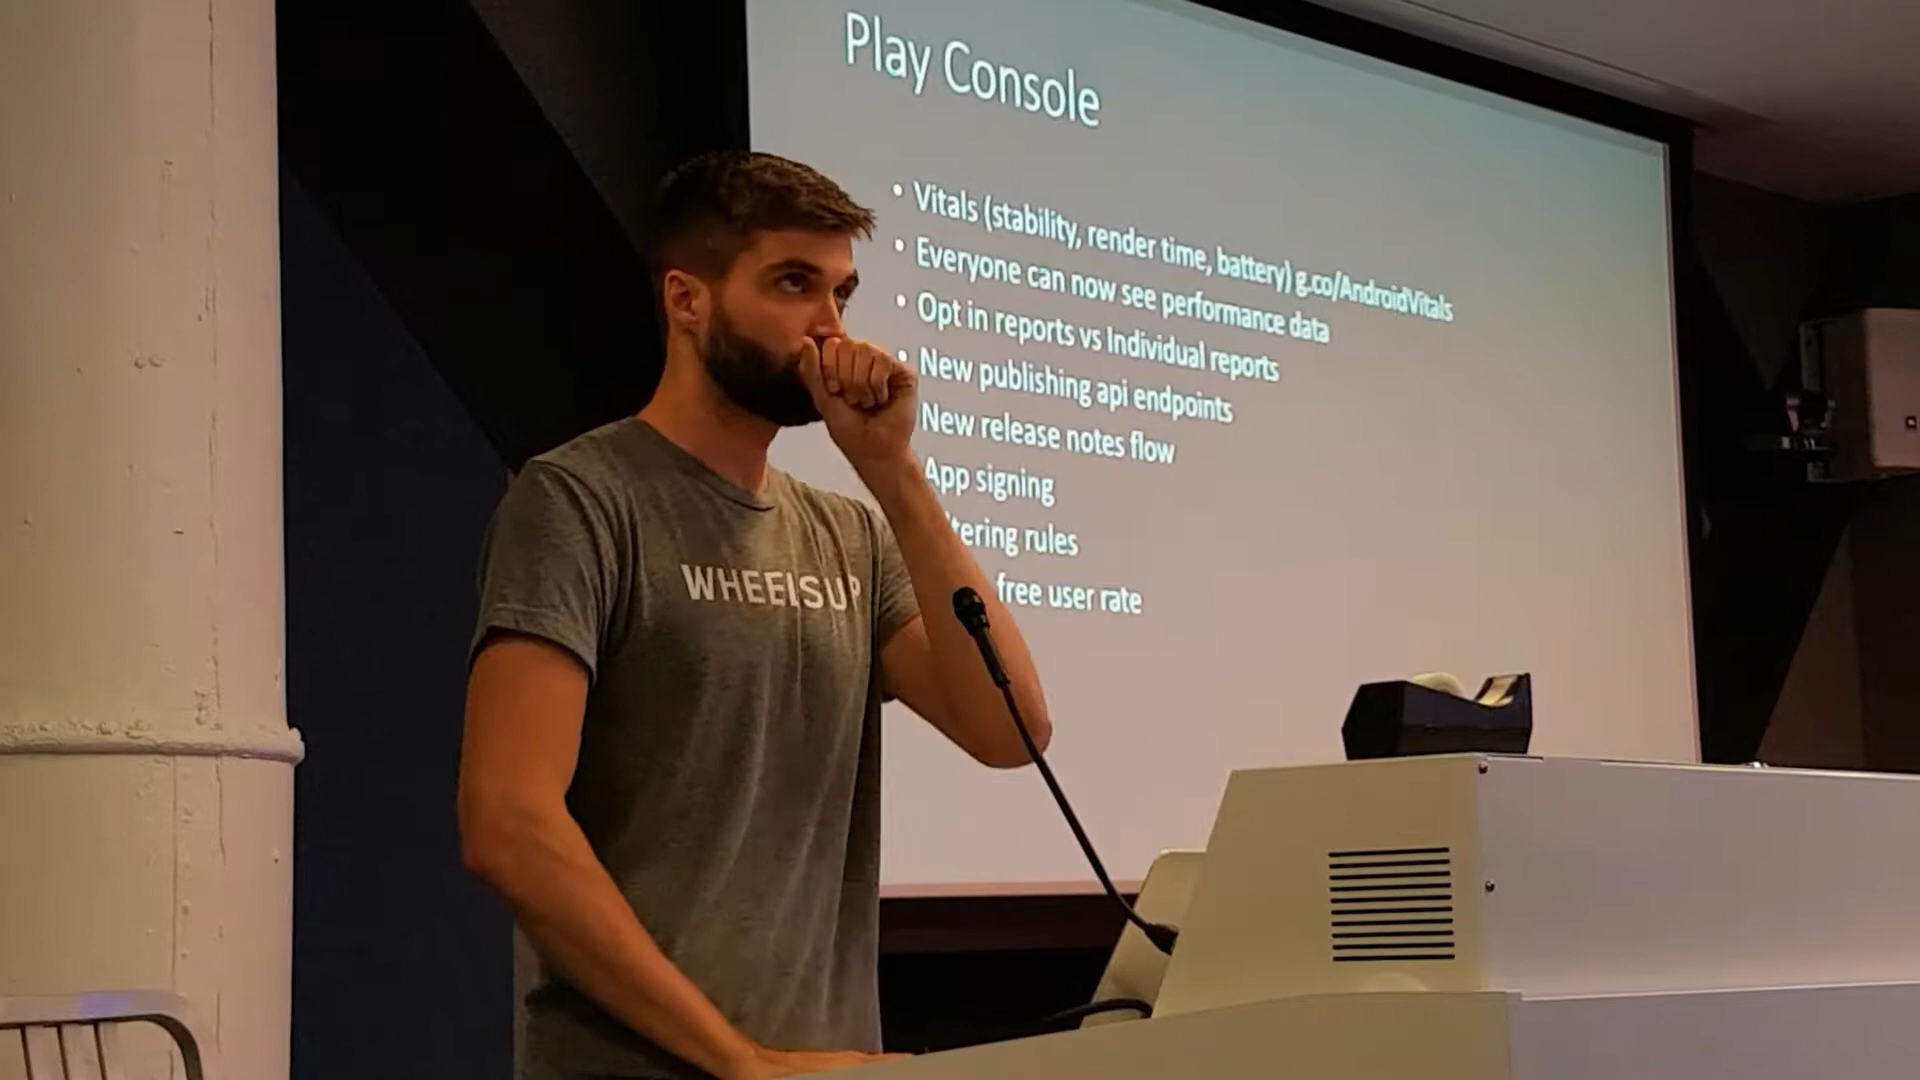 Play Console
• Vitals (stability, render time, battery) g.co/AndroidVitals
• Everyone can now see performance data
• Opt in reports vs Individual reports
• New publishing api endpoints
New release notes flow
App signing
rules
free user rate
WHEELSUP